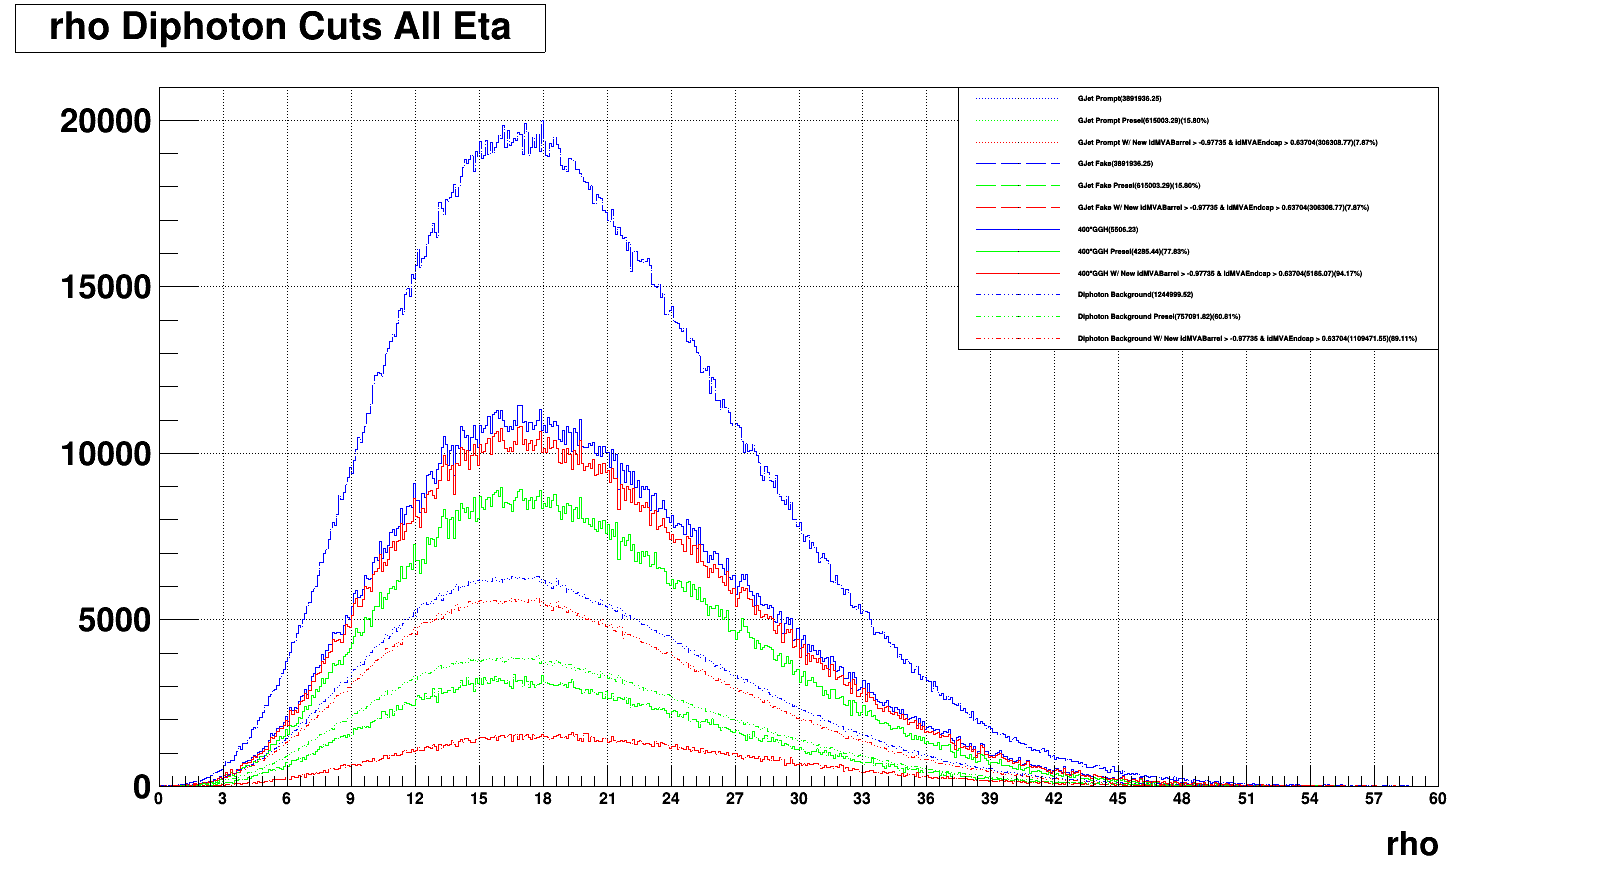 rho Diphoton Cuts All Eta
20000
15000
10000
5000
0
GJet Prompt(3891936.25)
GJet Prompt Presel(615003.29)(15.80%)
GJet Prompt W/ New idMVABarrel > -0.97735 & idMVAEndcap > 0.63704(306308.77)(7.87%)
GJet Fake(3891936.25)
GJet Fake Presel(615003.29)(15.80%)
GJet Fake W/ New idMVABarrel > -0.97735 & idMVAEndcap > 0.63704(306308.77)(7.87%)
400*GGH(5506.23)
400*GGH Presel(4285.44)(77.83%)
400*GGH W/ New idMVABarrel > -0.97735 & idMVAEndcap > 0.63704(5185.07)(94.17%)
Diphoton Background(1244999.52)
Diphoton Background Presel(757091.82)(60.81%)
Diphoton Background W/ New idMVABarrel > -0.97735 & idMVAEndcap > 0.63704(1109471.55)(89.11%)
0 3 6 9 12 15 18 21 24 27 30 33 36 39 42 45 48 51 54 57 60
rho